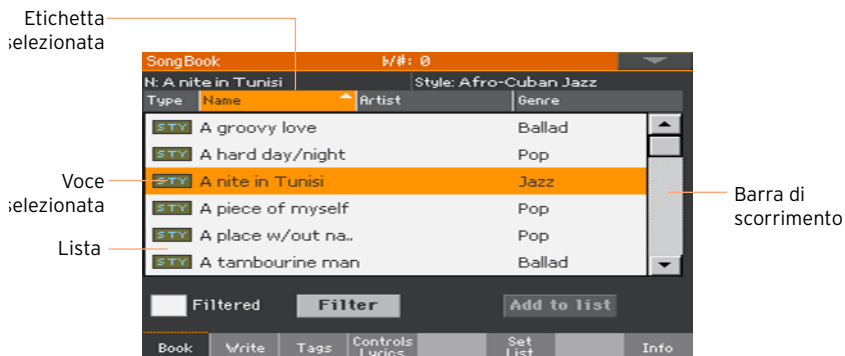 Etichetta
selezionata
SongBook ♭/#: 0
N: A nite in Tunisi Style: Afro-Cuban Jazz
Type Name Artist Genre
STY A groovy love Ballad
STY A hard day/night Pop
Voce
selezionata
STY A nite in Tunisi Jazz
Barra di
scorrimento
STY A piece of myself Pop
Lista
STY A place w/out na.. Pop
STY A tambourine man Ballad
Filtered Filter Add to list
Book Write Tags Controls Lyrics Set List Info